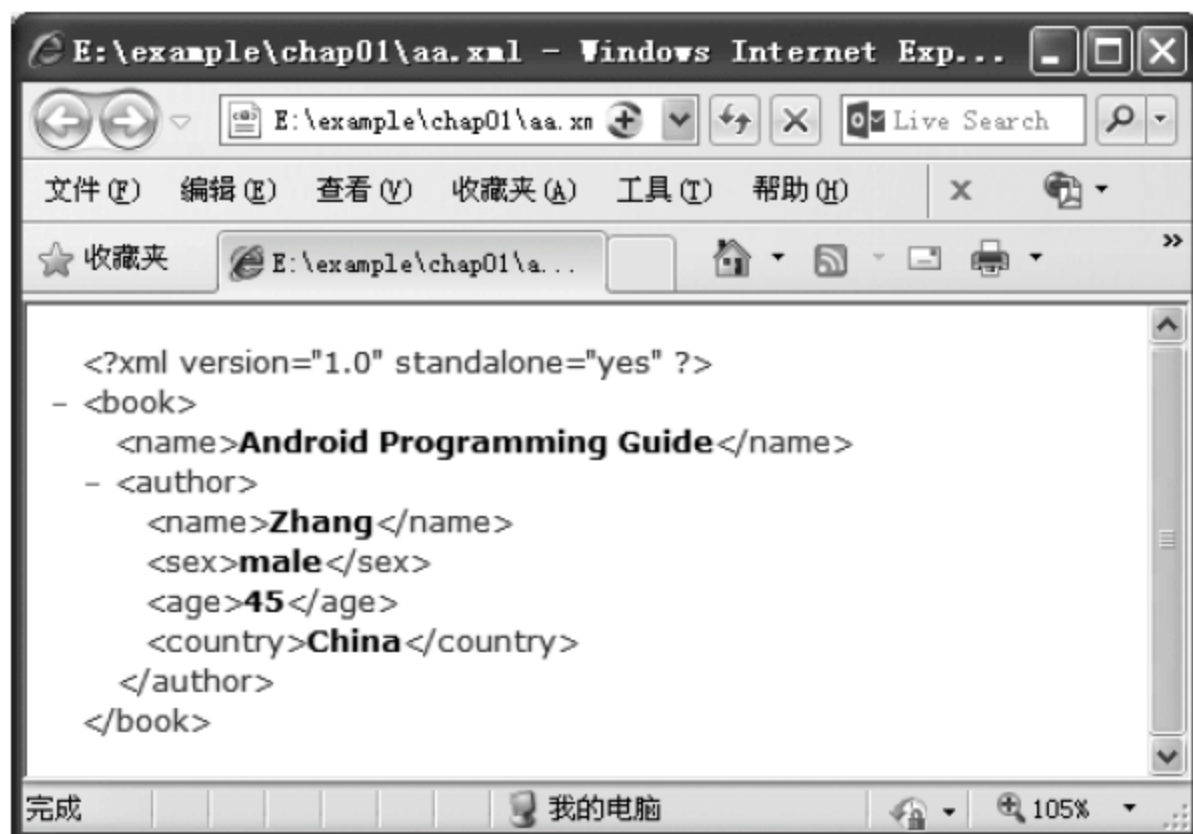 E:\example\chap01\aa.xml - Windows Internet Exp...
E:\example\chap01\aa.xm
Live Search
文件(F) 编辑(E) 查看(V) 收藏夹(A) 工具(T) 帮助(H)
收藏夹 E:\example\chap01\a...
<?xml version="1.0" standalone="yes" ?>
– <book>
<name>Android Programming Guide</name>
– <author>
<name>Zhang</name>
<sex>male</sex>
<age>45</age>
<country>China</country>
</author>
</book>
完成 我的电脑 105%